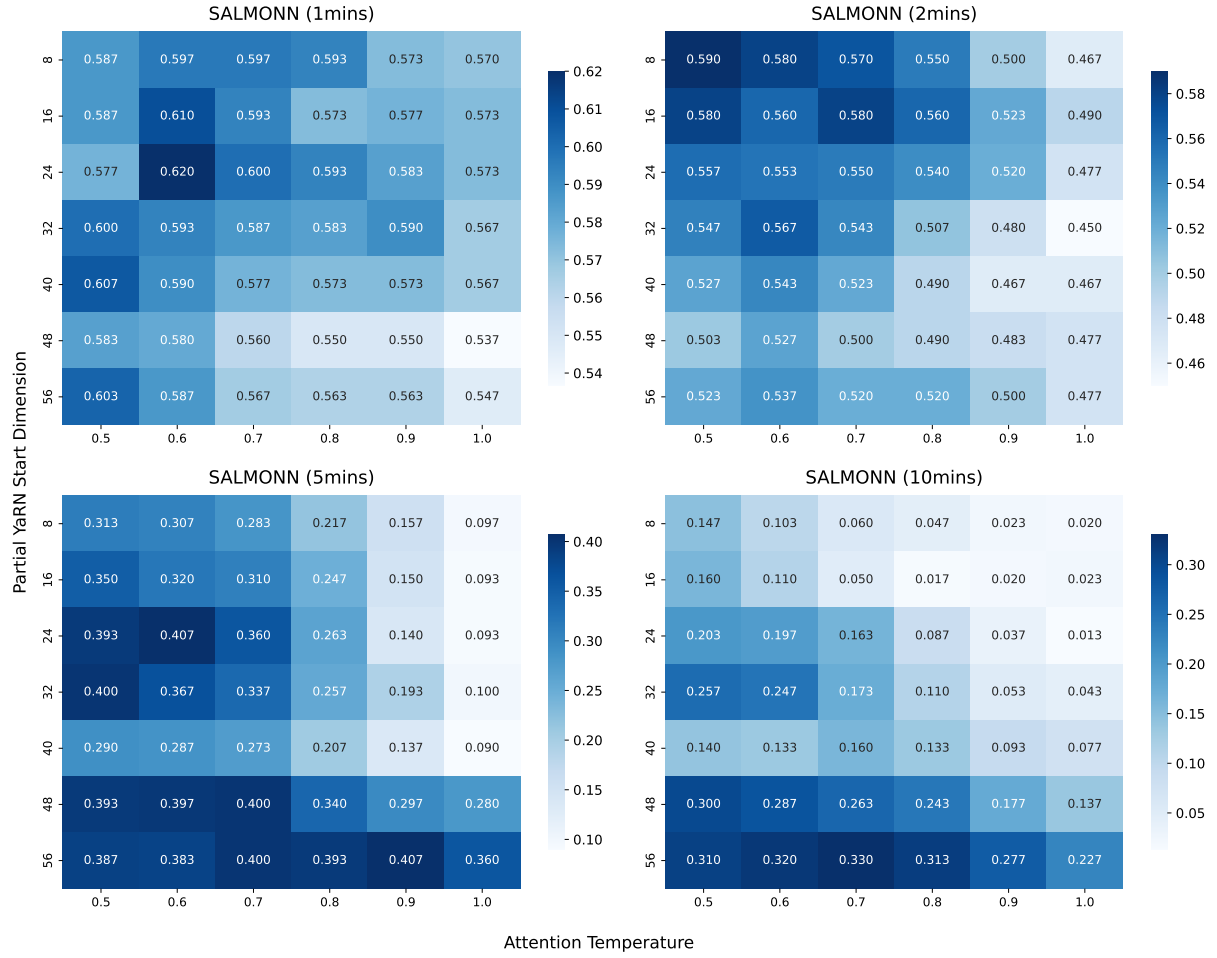 SALMONN (1mins)
8 0.587 0.597 0.597 0.593 0.573 0.570
16 0.587 0.610 0.593 0.573 0.577 0.573
24 0.577 0.620 0.600 0.593 0.583 0.573
32 0.600 0.593 0.587 0.583 0.590 0.567
40 0.607 0.590 0.577 0.573 0.573 0.567
48 0.583 0.580 0.560 0.550 0.550 0.537
56 0.603 0.587 0.567 0.563 0.563 0.547
0.5 0.6 0.7 0.8 0.9 1.0
0.62
0.61
0.60
0.59
0.58
0.57
0.56
0.55
0.54
SALMONN (2mins)
8 0.590 0.580 0.570 0.550 0.500 0.467
16 0.580 0.560 0.580 0.560 0.523 0.490
24 0.557 0.553 0.550 0.540 0.520 0.477
32 0.547 0.567 0.543 0.507 0.480 0.450
40 0.527 0.543 0.523 0.490 0.467 0.467
48 0.503 0.527 0.500 0.490 0.483 0.477
56 0.523 0.537 0.520 0.520 0.500 0.477
0.5 0.6 0.7 0.8 0.9 1.0
0.58
0.56
0.54
0.52
0.50
0.48
0.46
Partial YaRN Start Dimension
SALMONN (5mins)
8 0.313 0.307 0.283 0.217 0.157 0.097
16 0.350 0.320 0.310 0.247 0.150 0.093
24 0.393 0.407 0.360 0.263 0.140 0.093
32 0.400 0.367 0.337 0.257 0.193 0.100
40 0.290 0.287 0.273 0.207 0.137 0.090
48 0.393 0.397 0.400 0.340 0.297 0.280
56 0.387 0.383 0.400 0.393 0.407 0.360
0.5 0.6 0.7 0.8 0.9 1.0
0.40
0.35
0.30
0.25
0.20
0.15
0.10
SALMONN (10mins)
8 0.147 0.103 0.060 0.047 0.023 0.020
16 0.160 0.110 0.050 0.017 0.020 0.023
24 0.203 0.197 0.163 0.087 0.037 0.013
32 0.257 0.247 0.173 0.110 0.053 0.043
40 0.140 0.133 0.160 0.133 0.093 0.077
48 0.300 0.287 0.263 0.243 0.177 0.137
56 0.310 0.320 0.330 0.313 0.277 0.227
0.5 0.6 0.7 0.8 0.9 1.0
0.30
0.25
0.20
0.15
0.10
0.05
Attention Temperature